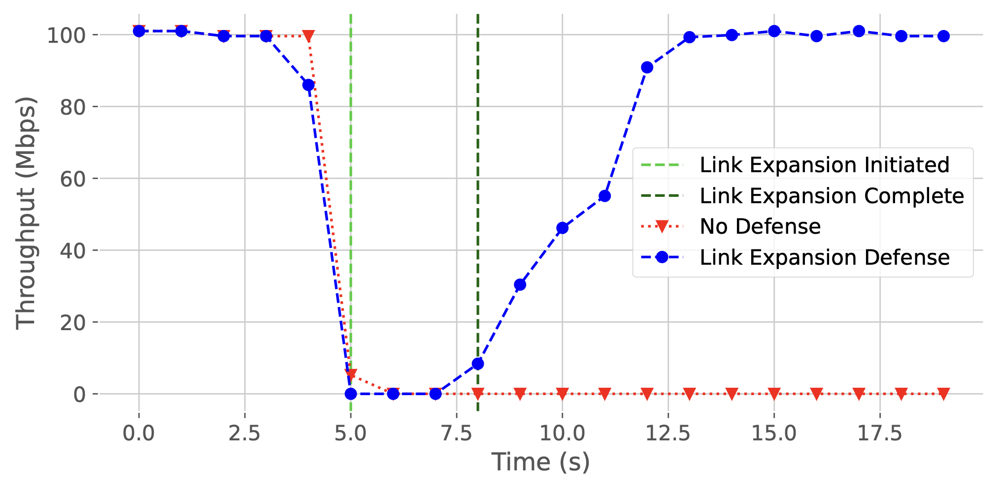 Throughput (Mbps)
100
80
60
40
20
0
Link Expansion Initiated
Link Expansion Complete
No Defense
Link Expansion Defense
0.0 2.5 5.0 7.5 10.0 12.5 15.0 17.5
Time (s)